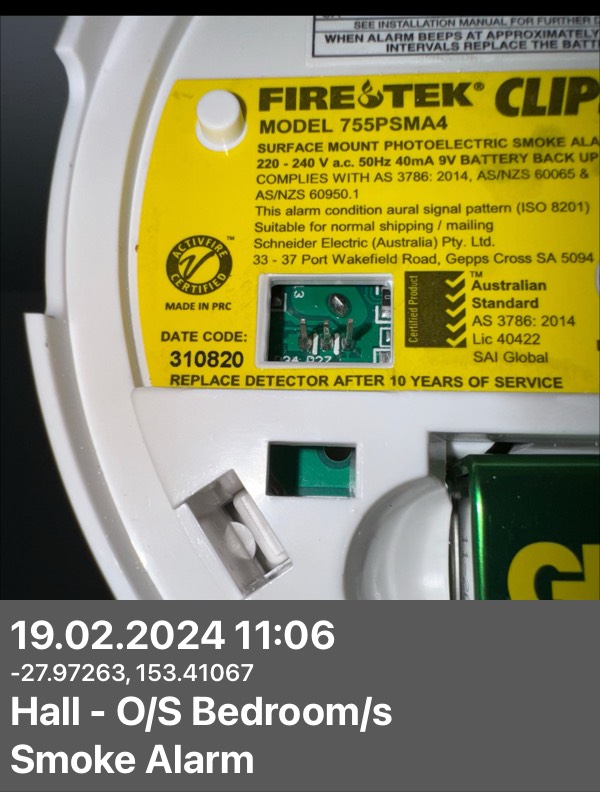 SEE INSTALLATION MANUAL FOR FURTHER
WHEN ALARM BEEPS AT APPROXIMATELY
INTERVALS REPLACE THE
FIRE TEK® CLIP
MODEL 755PSMA4
SURFACE MOUNT PHOTOELECTRIC SMOKE
220 - 240 V a.c. 50Hz 40mA 9V BATTERY BACK UP
COMPLIES WITH AS 3786: 2014, AS/NZS 60065 &
AS/NZS 60950.1
This alarm condition aural signal pattern (ISO 8201)
Suitable for normal shipping / mailing
Schneider Electric (Australia) Pty. Ltd.
33 - 37 Port Wakefield Road, Gepps Cross SA 5094
ACTIVFIRE ™
CERTIFIED
MADE IN PRC
Certified Product
™ Australian
Standard
AS 3786: 2014
Lic 40422
SAI Global
DATE CODE:
310820
REPLACE DETECTOR AFTER 10 YEARS OF SERVICE
19.02.2024 11:06
-27.97263, 153.41067
Hall - O/S Bedroom/s
Smoke Alarm